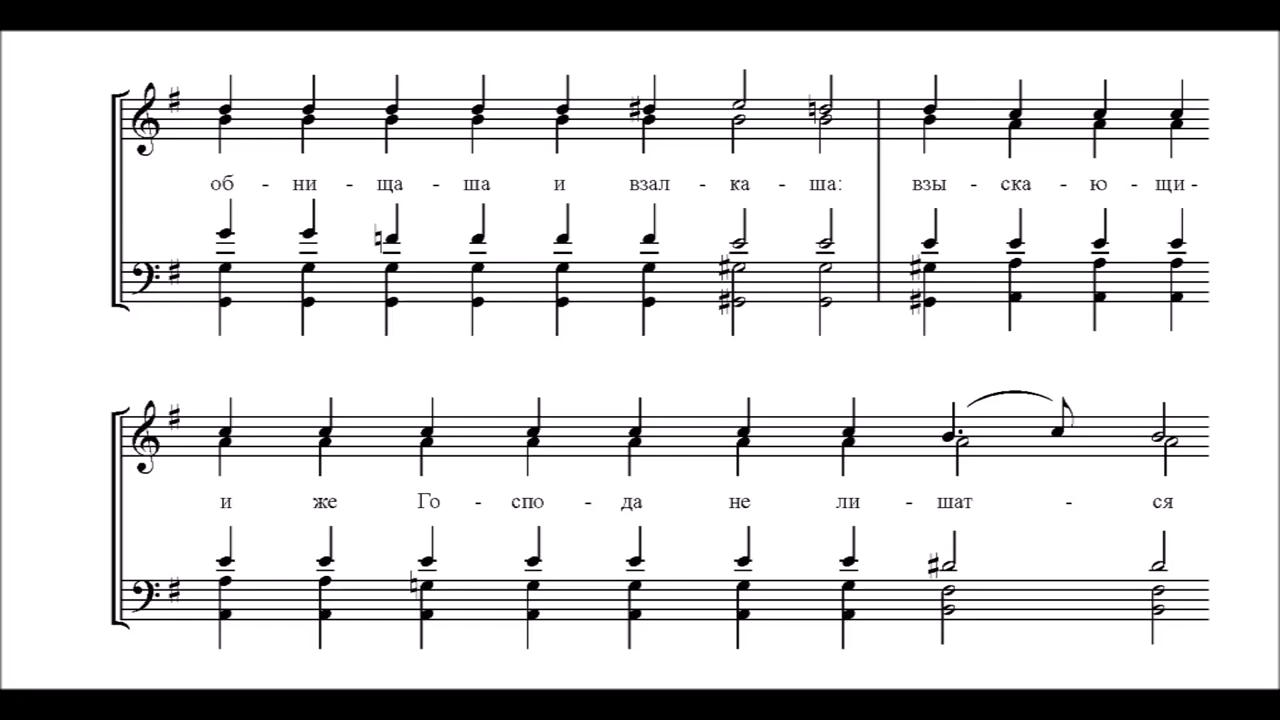 об - ни - ща - ша и взал - ка - ша: взы - ска - ю - щи -
и же Го - спо - да не ли - шат - ся